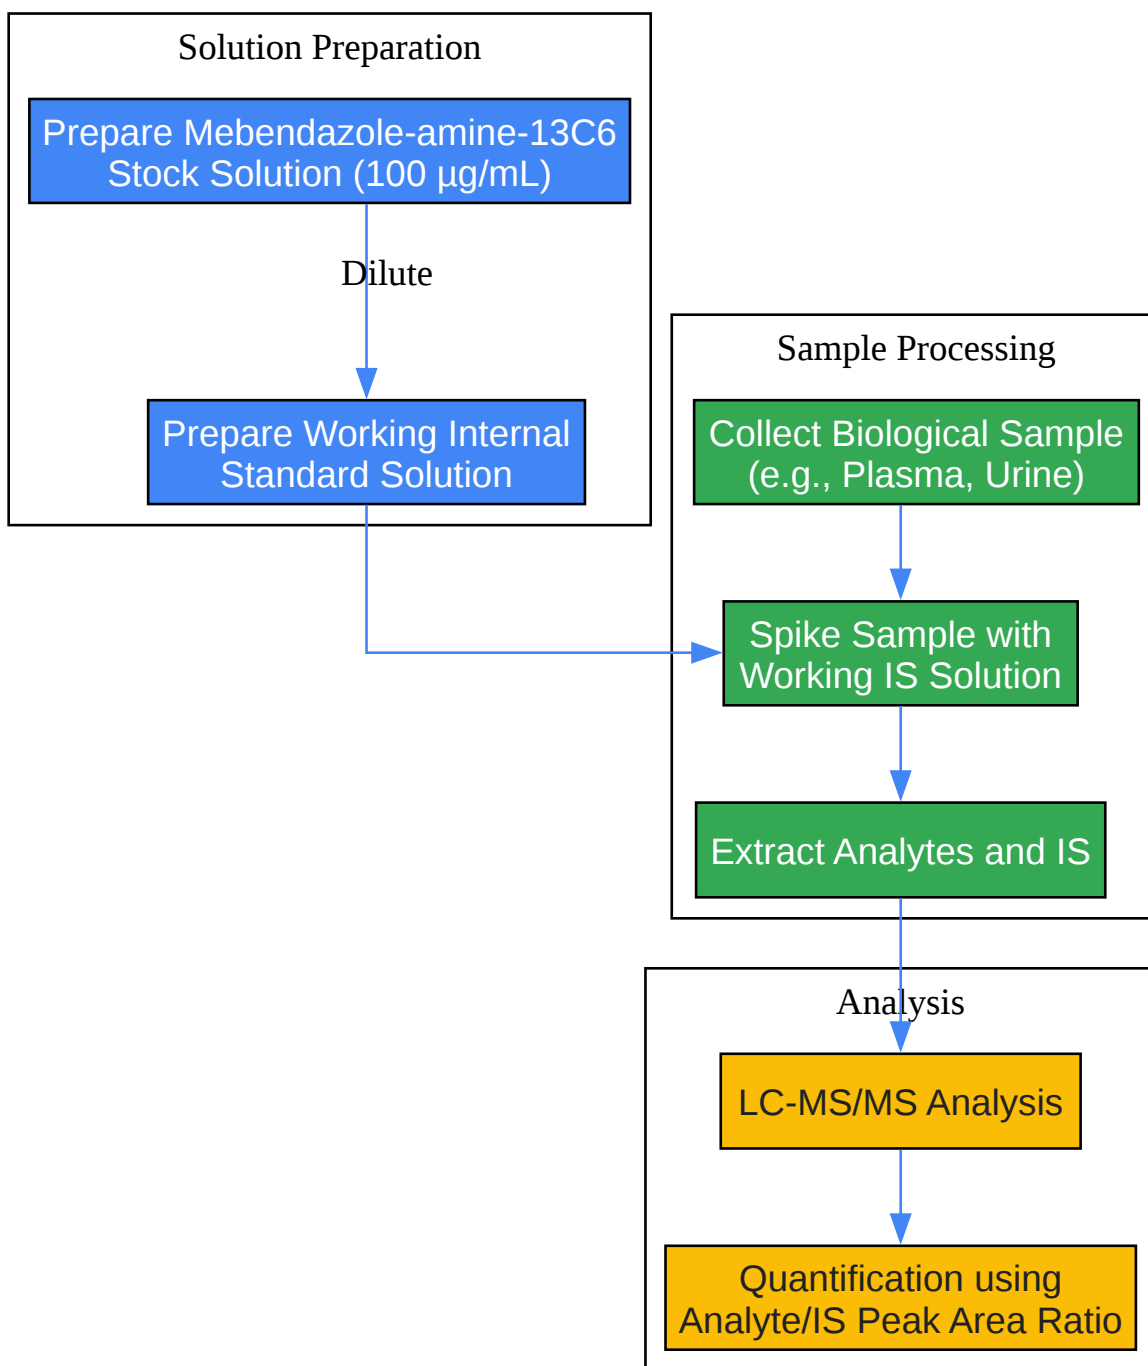 Solution Preparation
Prepare Mebendazole-amine-13C6
Stock Solution (100 µg/mL)
Dilute
Prepare Working Internal
Standard Solution
Sample Processing
Collect Biological Sample
(e.g., Plasma, Urine)
Spike Sample with
Working IS Solution
Extract Analytes and IS
Analysis
LC-MS/MS Analysis
Quantification using
Analyte/IS Peak Area Ratio